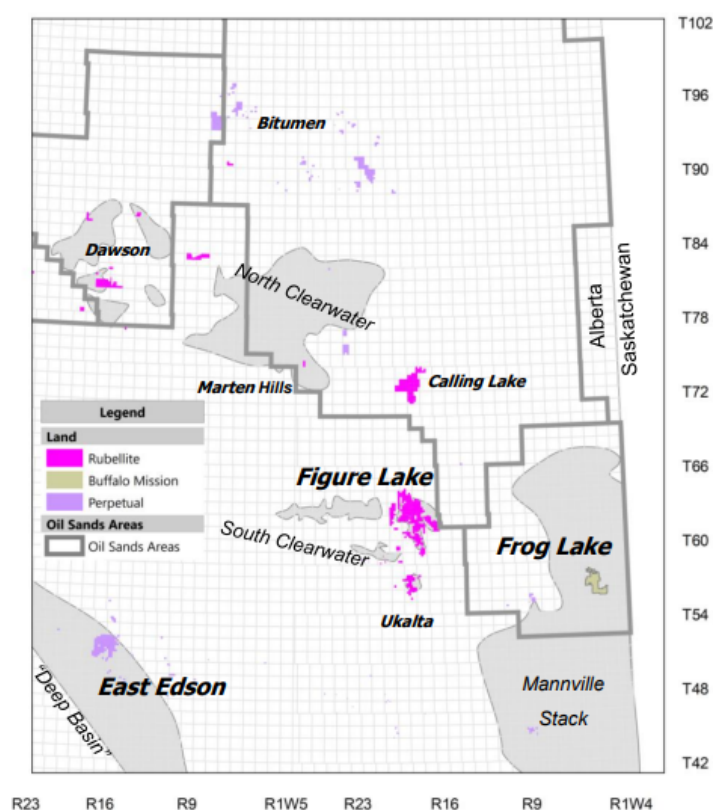 T102
T96
Bitumen
T90
T84
Dawson
North Clearwater
Alberta
Saskatchewan
T78
Marten Hills
Calling Lake
T72
Legend
Land
Rubellite
Buffalo Mission
Perpetual
Oil Sands Areas
Oil Sands Areas
T66
Figure Lake
South Clearwater
T60
Frog Lake
Ukalta
T54
East Edson
"Deep Basin"
Mannville
Stack
T48
T42
R23 R16 R9 R1W5 R23 R16 R9 R1W4